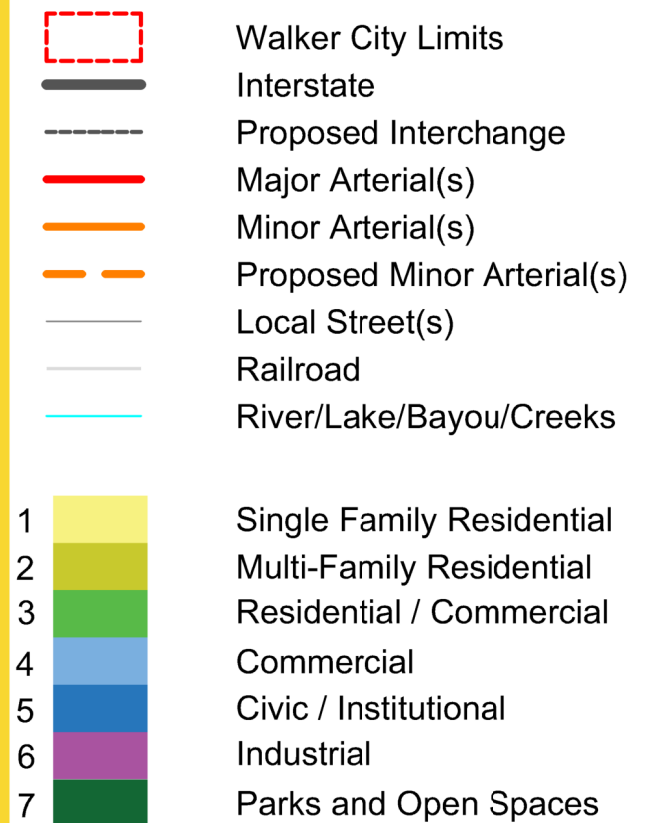 Walker City Limits
Interstate
Proposed Interchange
Major Arterial(s)
Minor Arterial(s)
Proposed Minor Arterial(s)
Local Street(s)
Railroad
River/Lake/Bayou/Creeks
1 Single Family Residential
2 Multi-Family Residential
3 Residential / Commercial
4 Commercial
5 Civic / Institutional
6 Industrial
7 Parks and Open Spaces